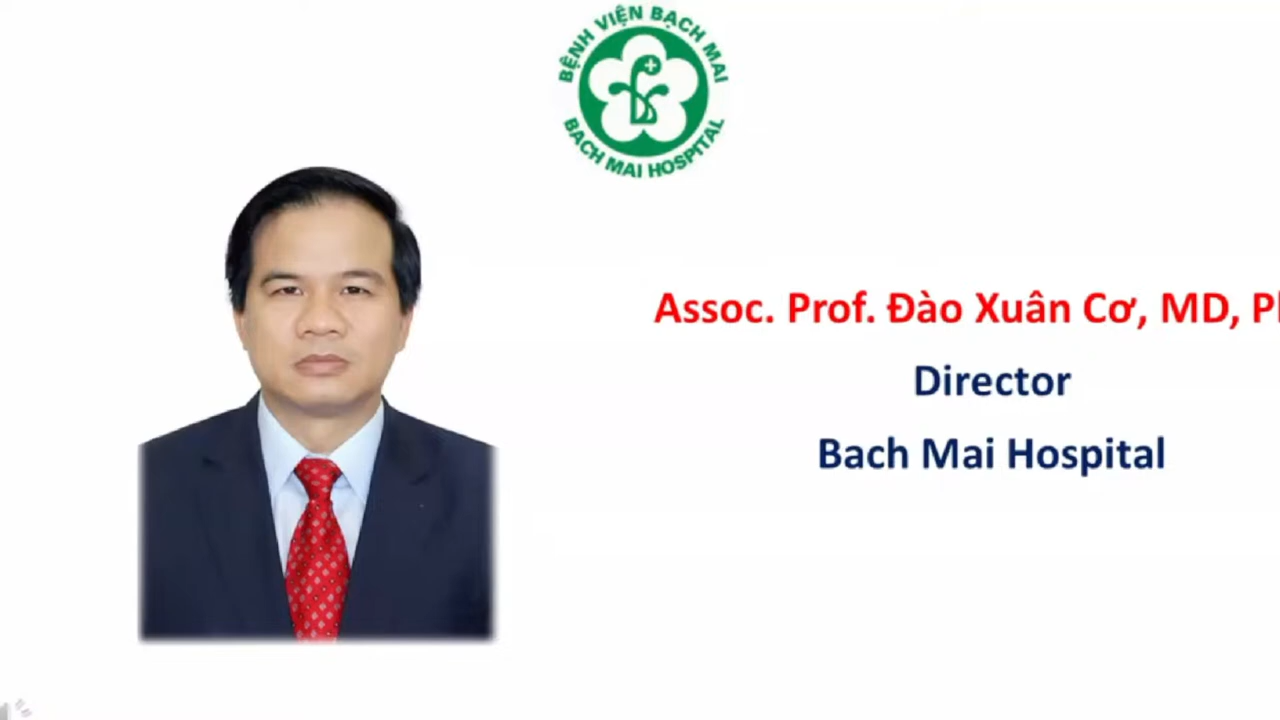 BỆNH VIỆN BẠCH MAI
BACH MAI HOSPITAL
Assoc. Prof. Đào Xuân Cơ, MD,
Director
Bach Mai Hospital